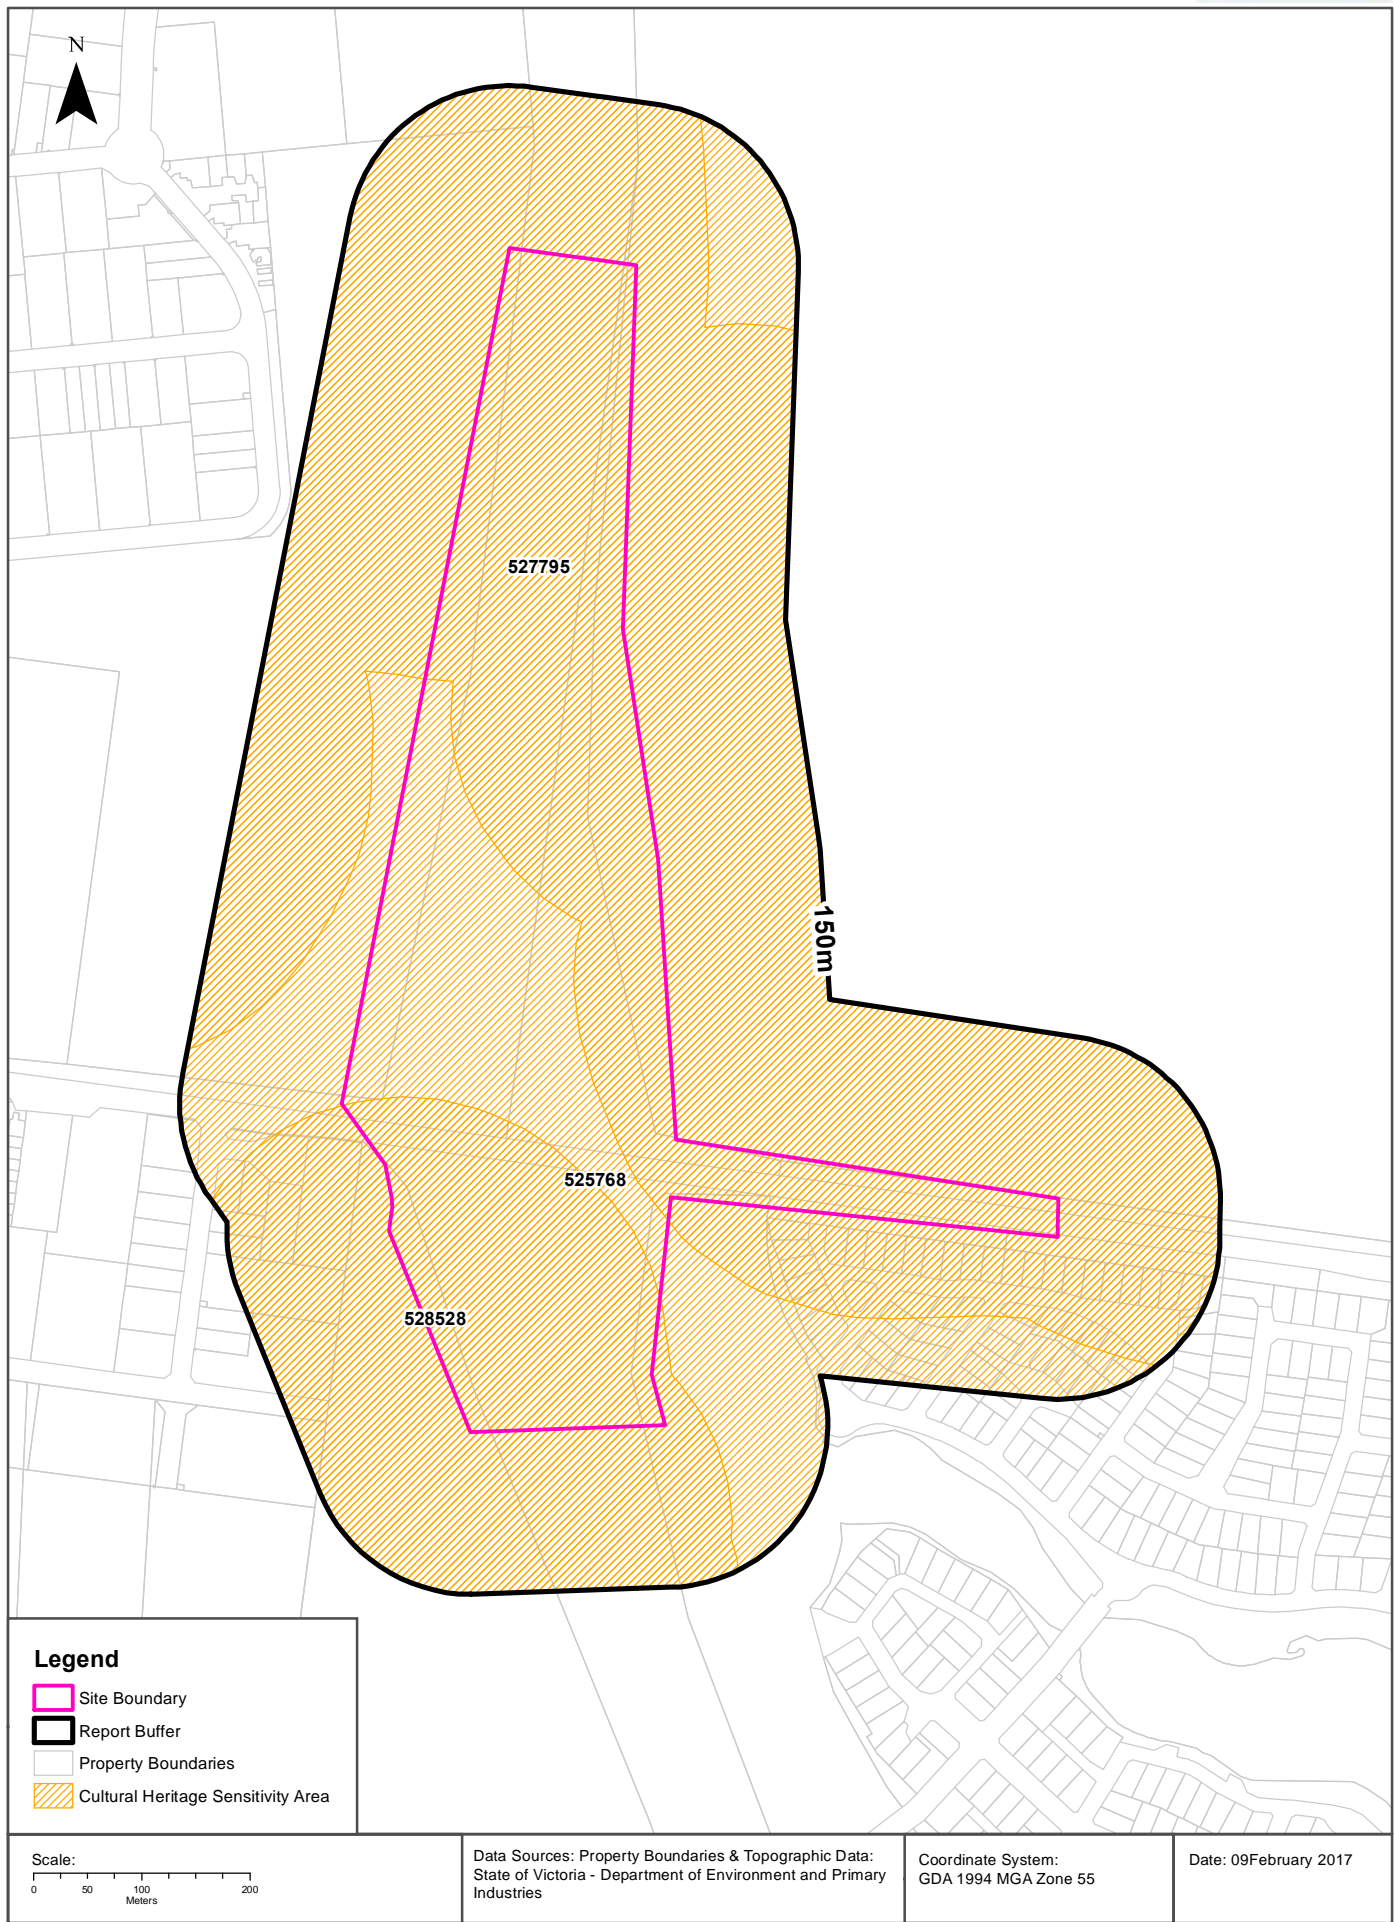 N
527795
150m
525768
528528
Legend
Site Boundary
Report Buffer
Property Boundaries
Cultural Heritage Sensitivity Area
Scale:
0 50 100 200
Meters
Data Sources: Property Boundaries & Topographic Data:
State of Victoria - Department of Environment and Primary
Industries
Coordinate System:
GDA 1994 MGA Zone 55
Date: 09February 2017